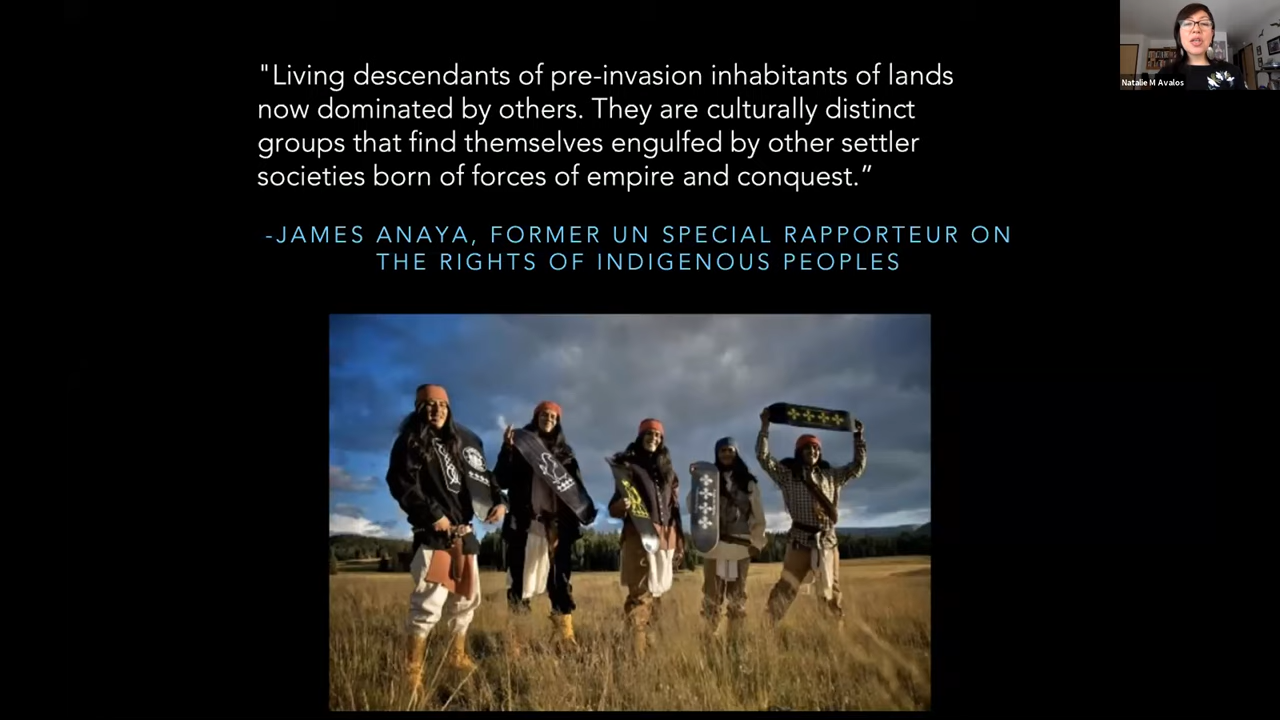 "Living descendants of pre-invasion inhabitants of lands
now dominated by others. They are culturally distinct
groups that find themselves engulfed by other settler
societies born of forces of empire and conquest.”
-JAMES ANAYA, FORMER UN SPECIAL RAPPORTEUR ON
THE RIGHTS OF INDIGENOUS PEOPLES
Natalie M Avalos